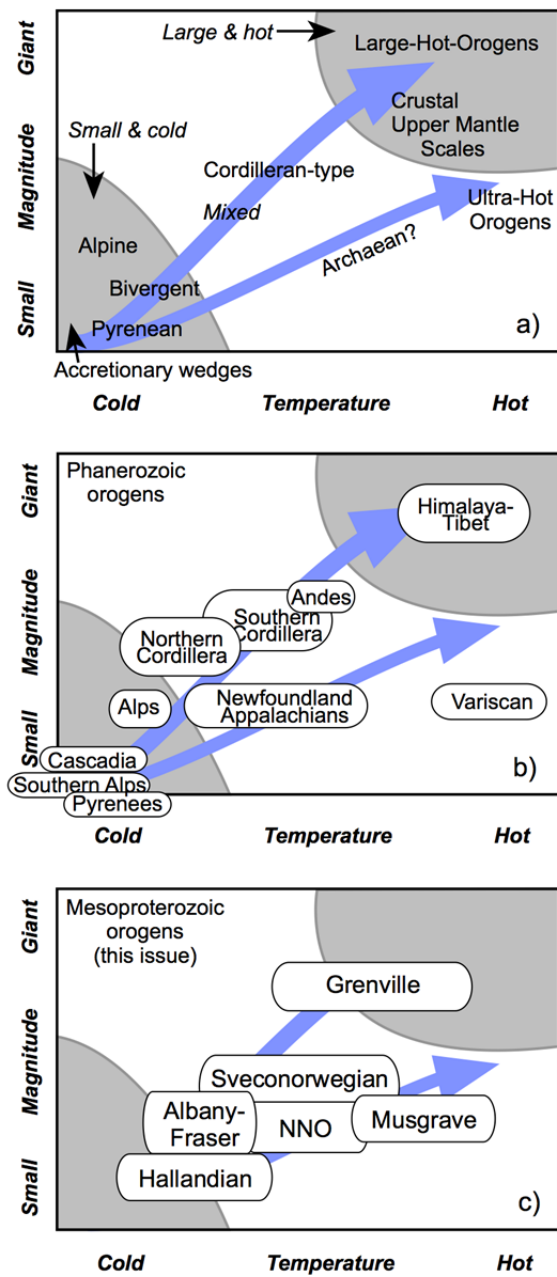 Giant
Magnitude
Small
Large & hot
Large-Hot-Orogens
Crustal
Upper Mantle
Scales
Small & cold
Cordilleran-type
Mixed
Ultra-Hot
Orogens
Alpine
Archaean?
Bivergent
Pyrenean
a)
Accretionary wedges
Cold
Temperature
Hot
Giant
Magnitude
Small
Phanerozoic
orogens
Himalaya-
Tibet
Andes
Southern
Cordillera
Northern
Cordillera
Alps
Newfoundland
Appalachians
Variscan
Cascadia
Southern Alps
Pyrenees
b)
Cold
Temperature
Hot
Giant
Magnitude
Small
Mesoproterozoic
orogens
(this issue)
Grenville
Sveconorwegian
Albany-
Fraser
NNO
Musgrave
Hallandian
c)
Cold
Temperature
Hot